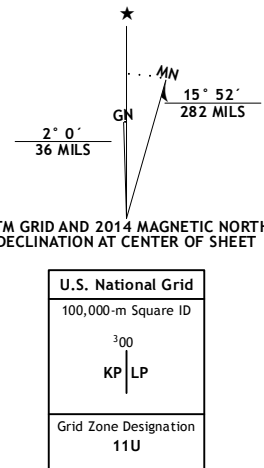 ★
MN
GN
15° 52´
282 MILS
2° 0´
36 MILS
TM GRID AND 2014 MAGNETIC NORTH
DECLINATION AT CENTER OF SHEET
U.S. National Grid
100,000-m Square ID
³00
KP LP
Grid Zone Designation
11U